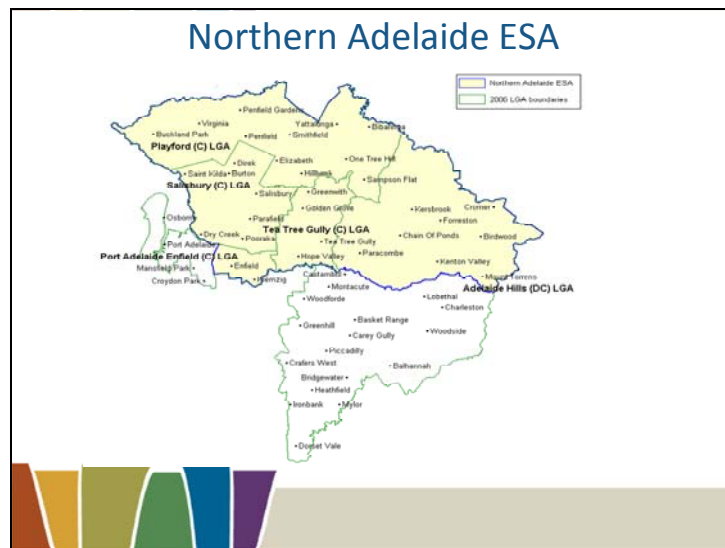 Northern Adelaide ESA
Northern Adelaide ESA
2006 LGA boundaries
Penfield Gardens
Virginia
Yattalunga
Bibaringa
Buckland Park
Penfield
Smithfield
Playford (C) LGA
Direk
Elizabeth
One Tree Hill
Saint Kilda
Burton
Hillbank
Sampson Flat
Salisbury (C) LGA
Salisbury
Greenwith
Golden Grove
Kersbrook
Cromer
Osborne
Parafield
Forreston
Dry Creek
Tea Tree Gully (C) LGA
Chain Of Ponds
Birdwood
Port Adelaide
Pooraka
Tea Tree Gully
Port Adelaide Enfield (C) LGA
Hope Valley
Paracombe
Mansfield Park
Enfield
Kenton Valley
Croydon Park
Klemzig
Castambul
Mount Torrens
Montacute
Adelaide Hills (DC) LGA
Woodforde
Lobethal
Charleston
Greenhill
Basket Range
Carey Gully
Woodside
Piccadilly
Crafers West
Balhannah
Bridgewater
Heathfield
Ironbank
Mylor
Dorset Vale